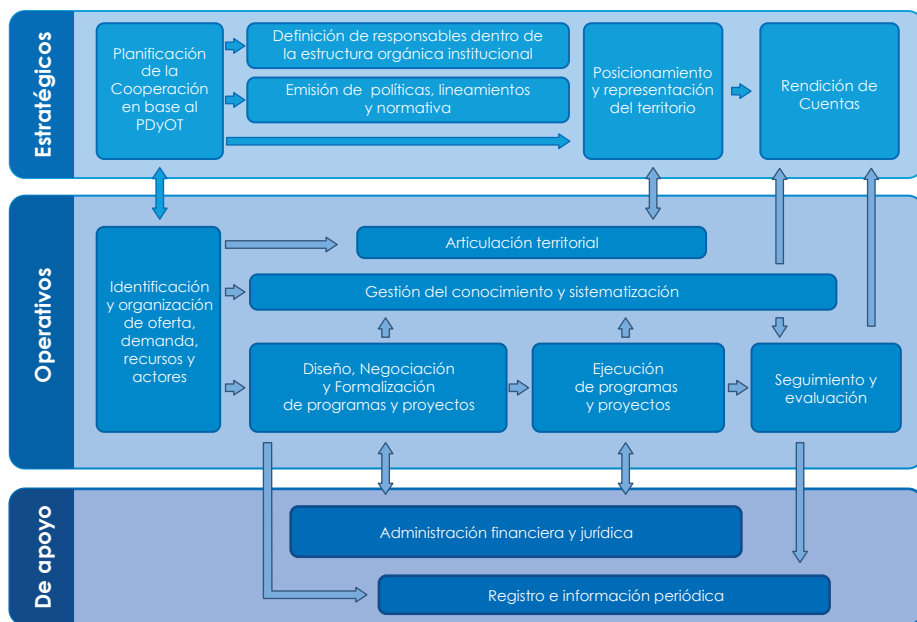 Estratégicos
Planificación
de la
Cooperación
en base al
PDyOT
Definición de responsables dentro de
la estructura orgánica institucional
Emisión de políticas, lineamientos
y normativa
Posicionamiento
y representación
del territorio
Rendición de
Cuentas
Operativos
Identificación
y organización
de oferta,
demanda,
recursos y
actores
Articulación territorial
Gestión del conocimiento y sistematización
Diseño, Negociación
y Formalización
de programas y proyectos
Ejecución
de programas
y proyectos
Seguimiento y
evaluación
De apoyo
Administración financiera y jurídica
Registro e información periódica